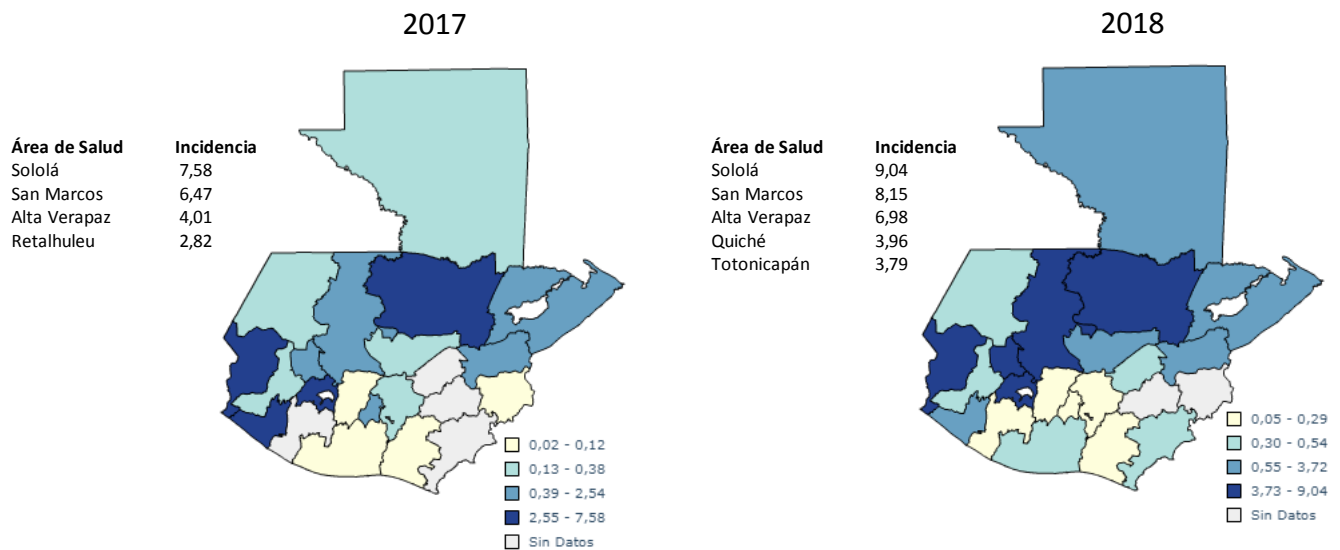 2017
Área de Salud Incidencia
Sololá 7,58
San Marcos 6,47
Alta Verapaz 4,01
Retalhuleu 2,82
0,02 - 0,12
0,13 - 0,38
0,39 - 2,54
2,55 - 7,58
Sin Datos
2018
Área de Salud Incidencia
Sololá 9,04
San Marcos 8,15
Alta Verapaz 6,98
Quiché 3,96
Totonicapán 3,79
0,05 - 0,29
0,30 - 0,54
0,55 - 3,72
3,73 - 9,04
Sin Datos